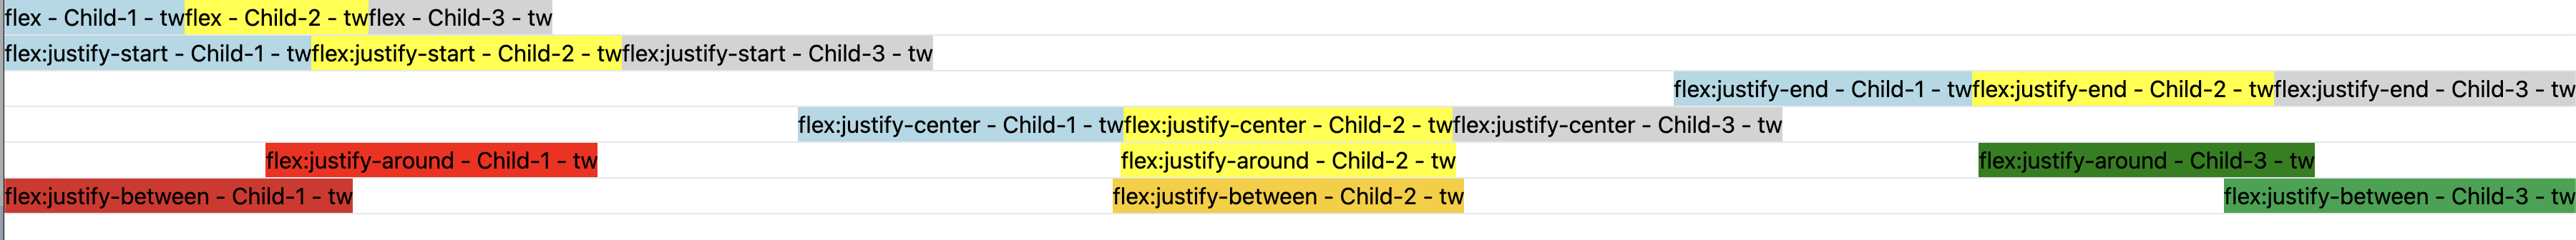 flex - Child-1 - twflex - Child-2 - twflex - Child-3 - tw
flex:justify-start - Child-1 - twflex:justify-start - Child-2 - twflex:justify-start - Child-3 - tw
flex:justify-end - Child-1 - twflex:justify-end - Child-2 - twflex:justify-end - Child-3 - tw
flex:justify-center - Child-1 - twflex:justify-center - Child-2 - twflex:justify-center - Child-3 - tw
flex:justify-around - Child-1 - tw flex:justify-around - Child-2 - tw flex:justify-around - Child-3 - tw
flex:justify-between - Child-1 - tw flex:justify-between - Child-2 - tw flex:justify-between - Child-3 - tw